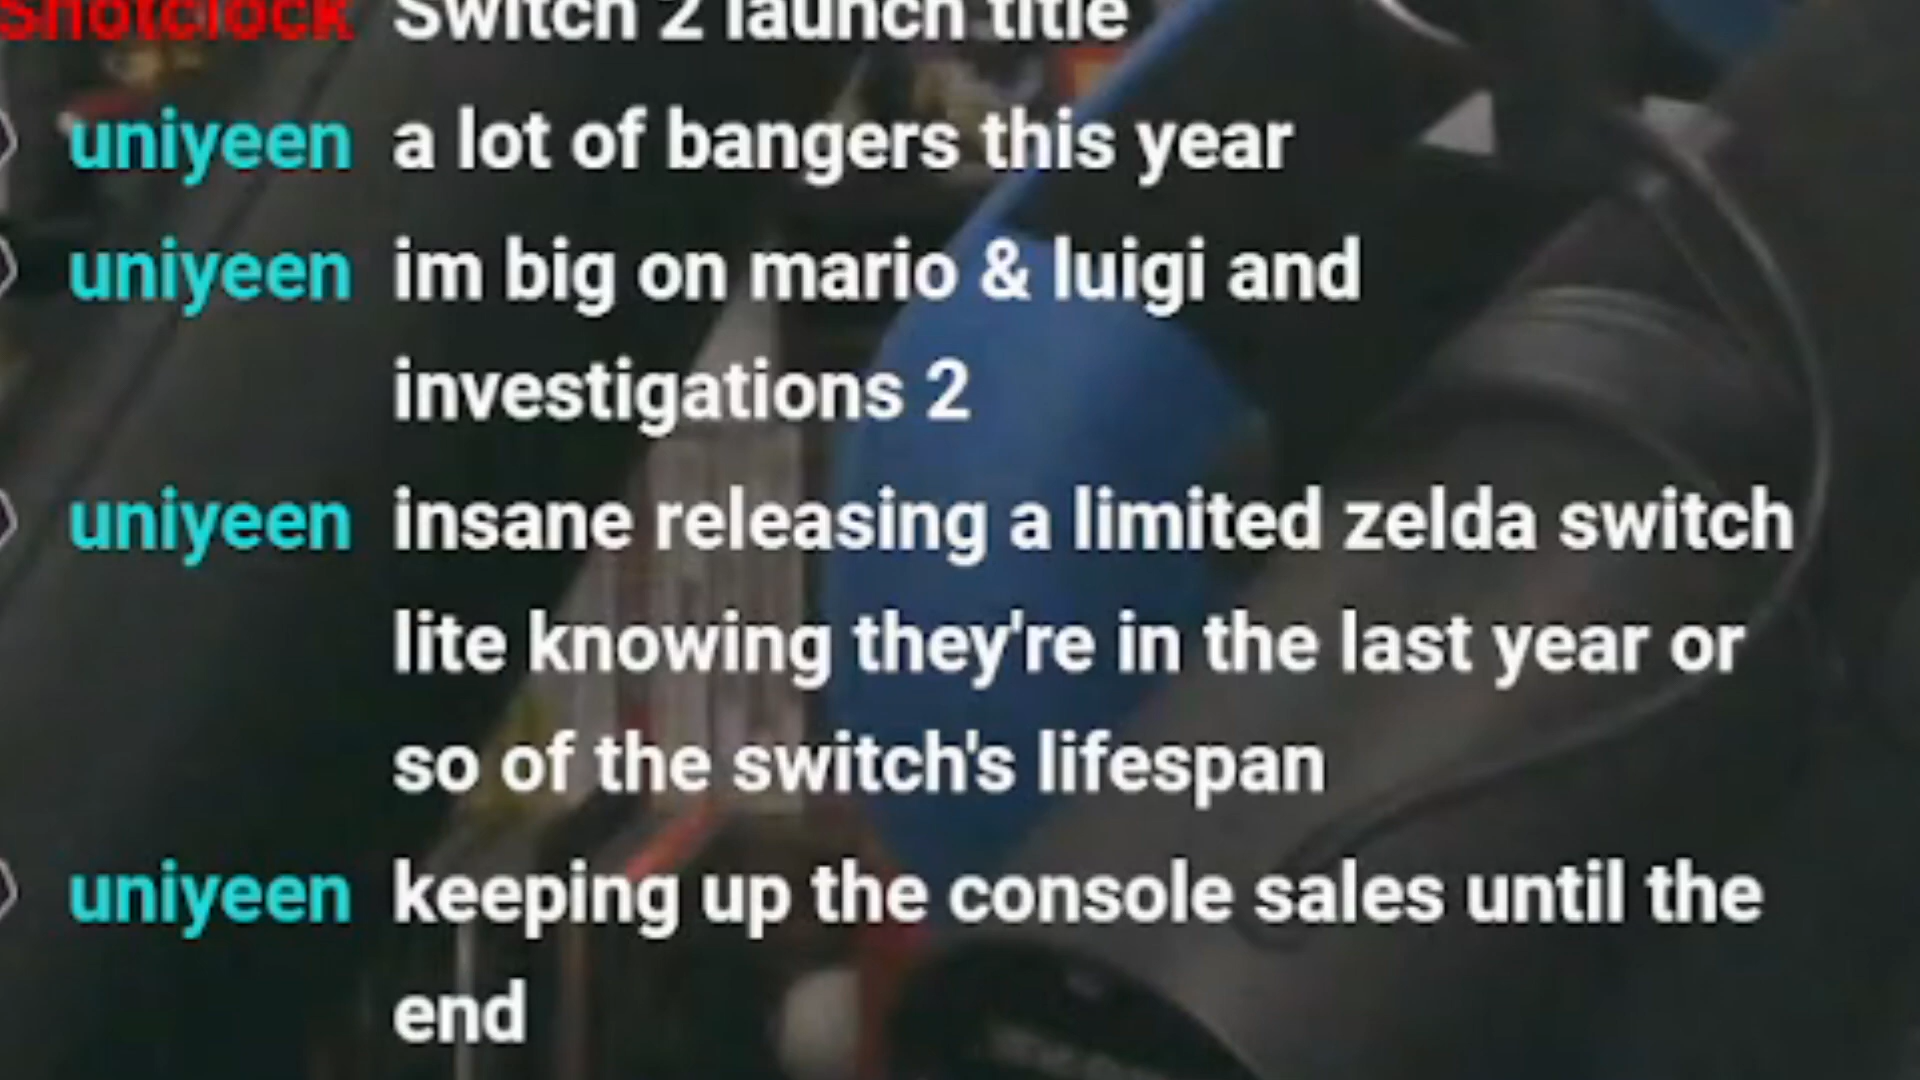 Shotclock Switch 2 launch title
uniyeen a lot of bangers this year
uniyeen im big on mario & luigi and
investigations 2
uniyeen insane releasing a limited zelda switch
lite knowing they're in the last year or
so of the switch's lifespan
uniyeen keeping up the console sales until the
end